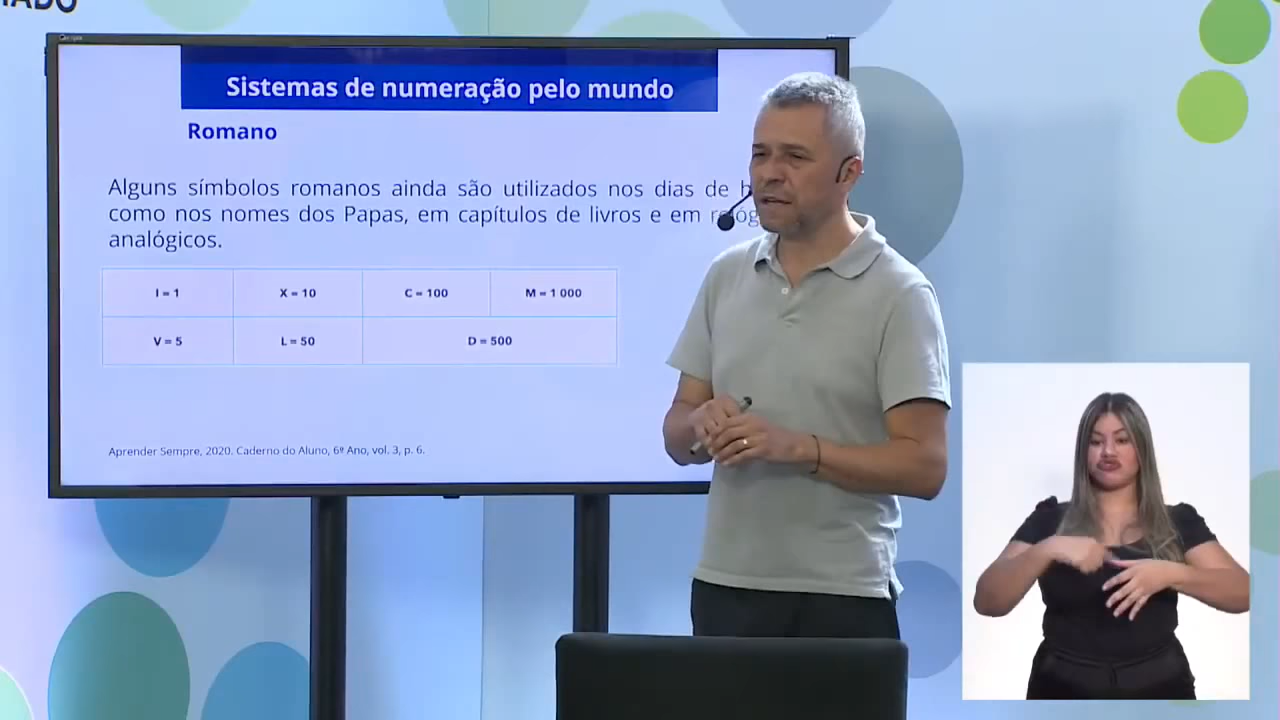 Sistemas de numeração pelo mundo
Romano
Alguns símbolos romanos ainda são utilizados nos dias de
como nos nomes dos Papas, em capítulos de livros e em
analógicos.
I = 1 X = 10 C = 100 M = 1 000
V = 5 L = 50 D = 500
Aprender Sempre, 2020. Caderno do Aluno, 6º Ano, vol. 3, p. 6.